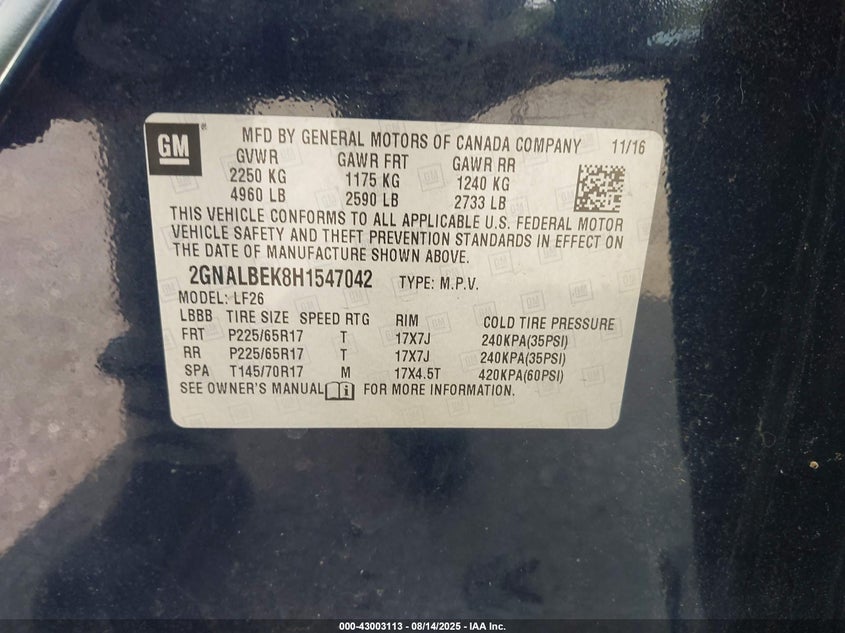 GM ® MFD BY GENERAL MOTORS OF CANADA COMPANY 11/16
GVWR GAWR FRT GAWR RR
2250 KG 1175 KG 1240 KG
4960 LB 2590 LB 2733 LB
THIS VEHICLE CONFORMS TO ALL APPLICABLE U.S. FEDERAL MOTOR
VEHICLE SAFETY AND THEFT PREVENTION STANDARDS IN EFFECT ON
THE DATE OF MANUFACTURE SHOWN ABOVE.
2GNALBEK8H1547042 TYPE: M.P.V.
MODEL: LF26
LBBB TIRE SIZE SPEED RTG RIM COLD TIRE PRESSURE
FRT P225/65R17 T 17X7J 240KPA(35PSI)
RR P225/65R17 T 17X7J 240KPA(35PSI)
SPA T145/70R17 M 17X4.5T 420KPA(60PSI)
SEE OWNER'S MANUAL FOR MORE INFORMATION.
000-43003113 - 08/14/2025 - IAA Inc.